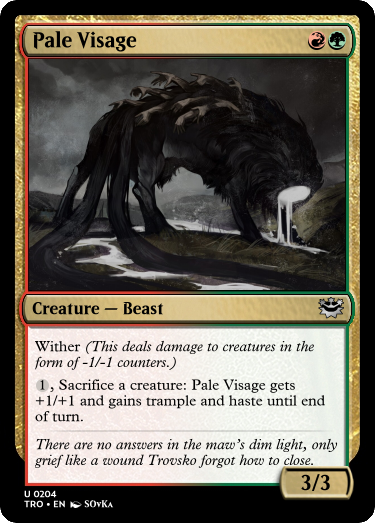 Pale Visage
Creature — Beast
Wither (This deals damage to creatures in the
form of -1/-1 counters.)
1, Sacrifice a creature: Pale Visage gets
+1/+1 and gains trample and haste until end
of turn.
There are no answers in the maw's dim light, only
grief like a wound Trovsko forgot how to close.
3/3
U 0204
TRO • EN SOvKA